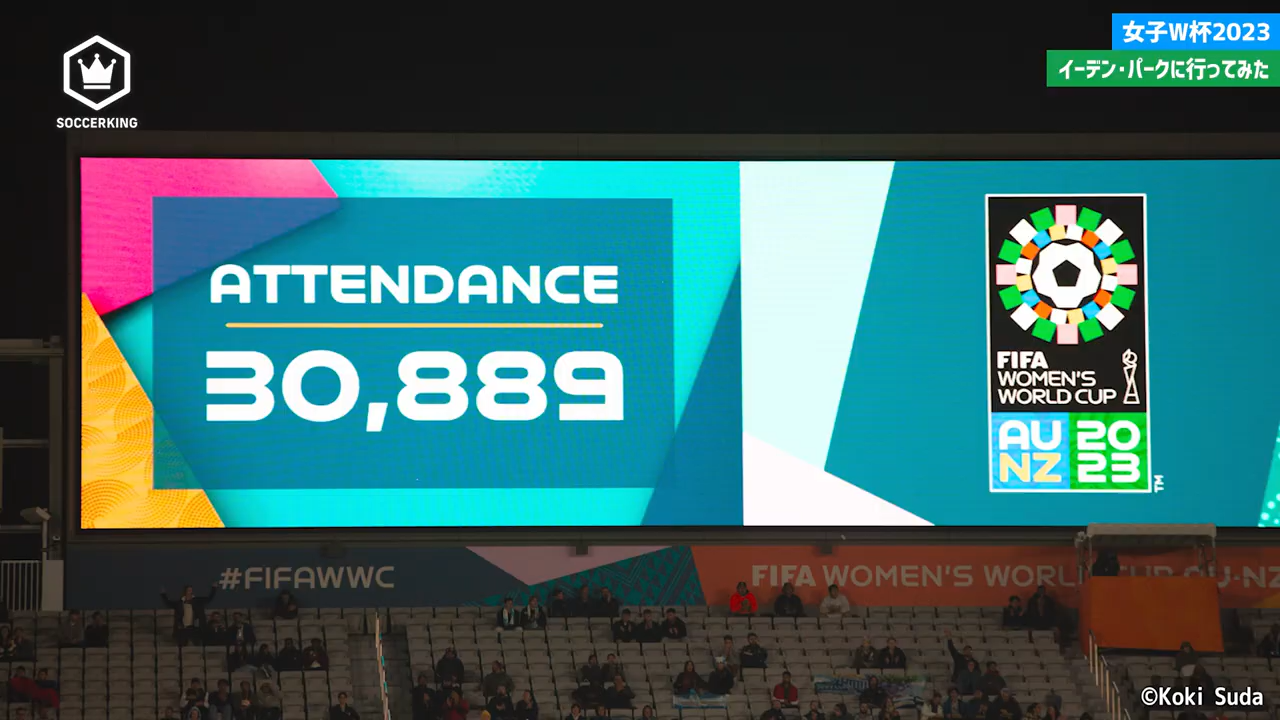 女子W杯2023
イーデン・パークに行ってみた
SOCCERKING
ATTENDANCE
30,889
FIFA
WOMEN'S
WORLD CUP
AU 20
NZ 23
TM
#FIFAWWC
FIFA WOMEN'S WORLD CUP AU·NZ
©Koki Suda